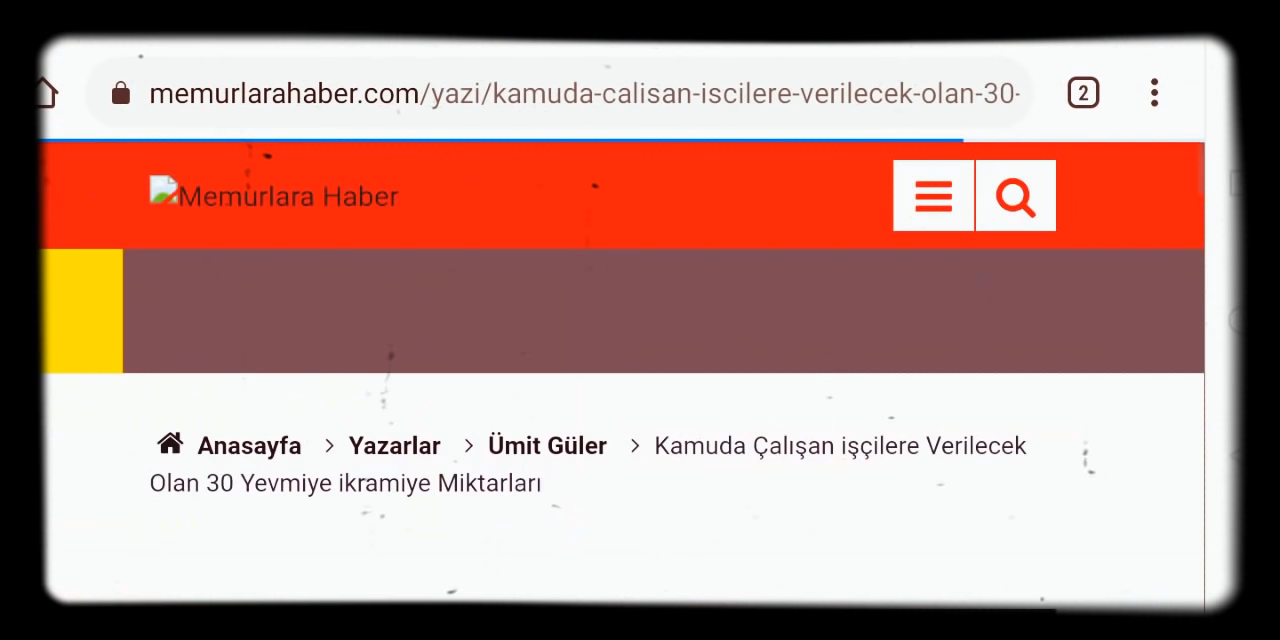 memurlarahaber.com/yazi/kamuda-calisan-iscilere-verilecek-olan-30-
2
Memurlara Haber
Anasayfa > Yazarlar > Ümit Güler > Kamuda Çalışan işçilere Verilecek
Olan 30 Yevmiye ikramiye Miktarları